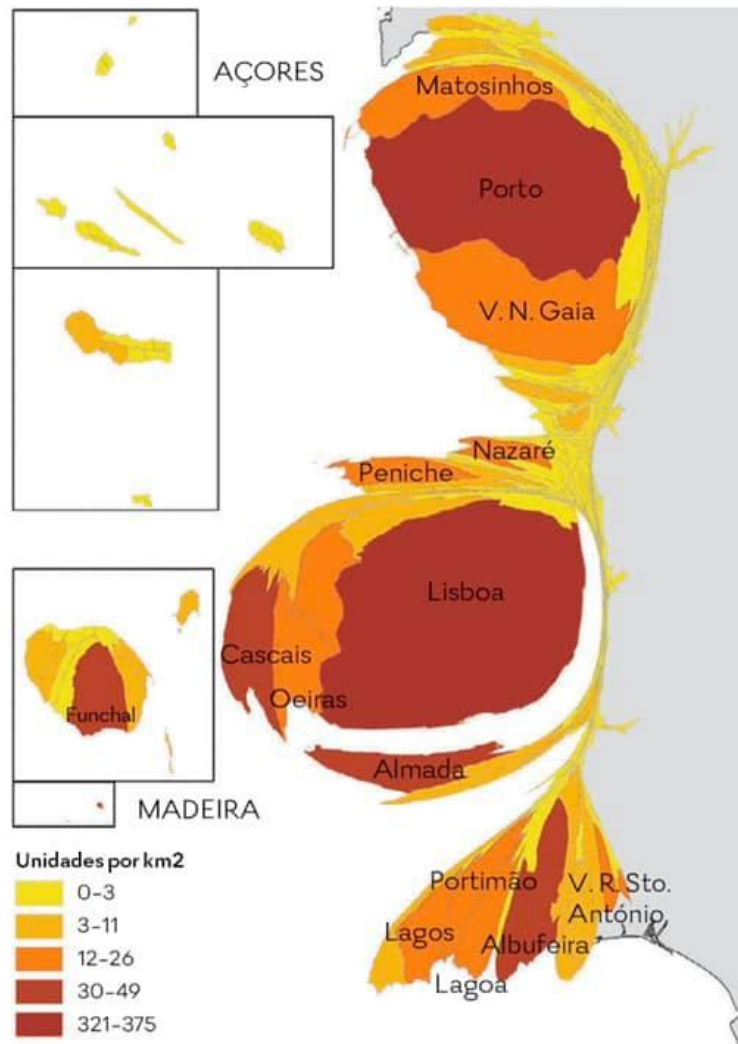 AÇORES
Matosinhos
Porto
V. N. Gaia
Nazaré
Peniche
Lisboa
Cascais
Oeiras
Funchal
Almada
MADEIRA
Unidades por km2
0-3
3-11
12-26
30-49
321-375
Portimão
V. R. Sto.
António
Lagos
Albufeira
Lagoa